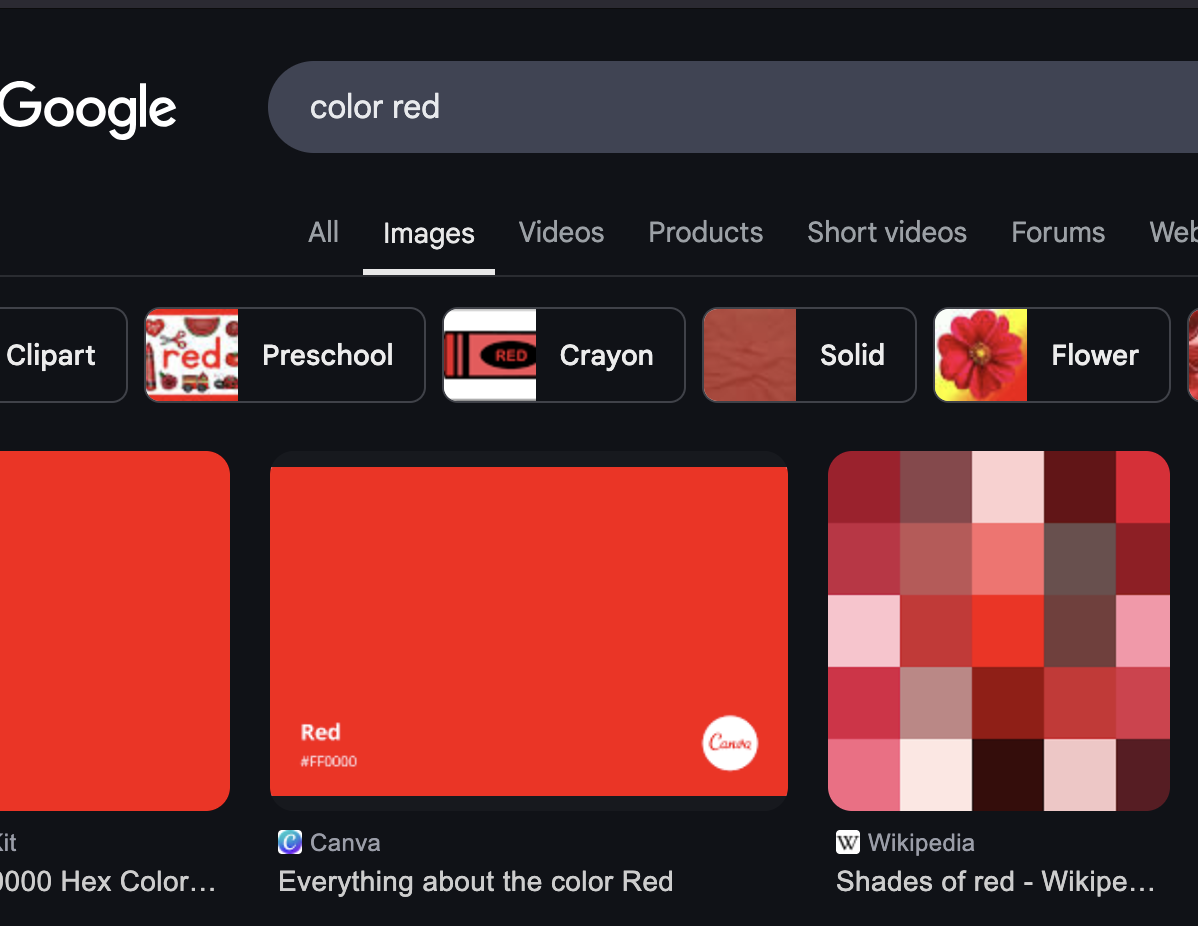 Google
color red
All Images Videos Products Short videos Forums Web
Clipart
red
Preschool
RED
Crayon
Solid
Flower
Red
#FF0000
Canva
Canva
Everything about the color Red
W
Wikipedia
Shades of red - Wikipe…
it
0000 Hex Color…